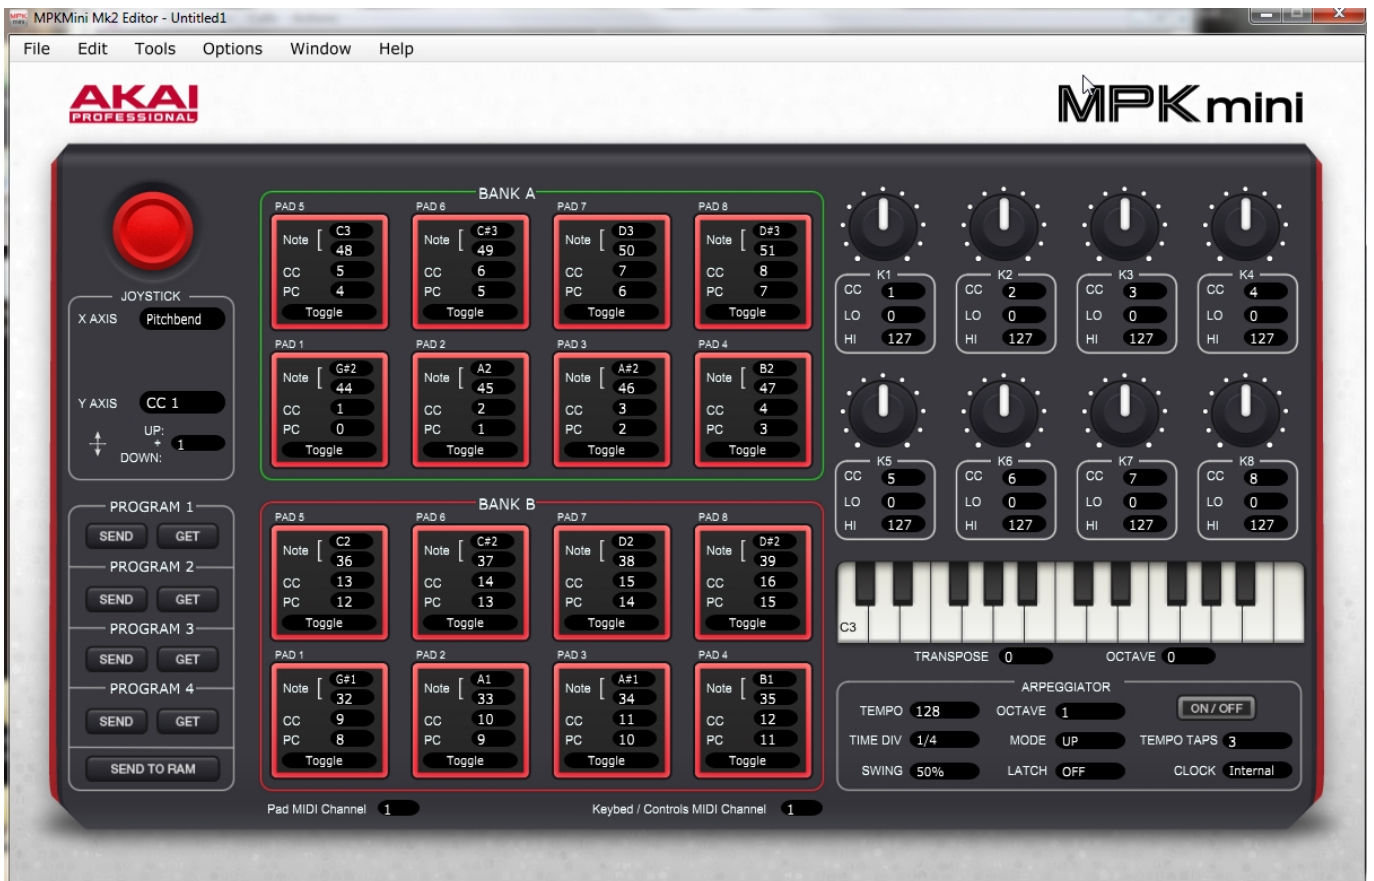 MPKMini Mk2 Editor - Untitled1
File Edit Tools Options Window Help
AKAI
PROFESSIONAL
MPK mini
JOYSTICK
X AXIS Pitchbend
Y AXIS CC 1
UP:
+ 1
DOWN:
PROGRAM 1
SEND GET
PROGRAM 2
SEND GET
PROGRAM 3
SEND GET
PROGRAM 4
SEND GET
SEND TO RAM
BANK A
PAD 5 PAD 6 PAD 7 PAD 8
C3 C#3 D3 D#3
Note [ 48 Note [ 49 Note [ 50 Note [ 51
CC 5 CC 6 CC 7 CC 8
PC 4 PC 5 PC 6 PC 7
Toggle Toggle Toggle Toggle
PAD 1 PAD 2 PAD 3 PAD 4
G#2 A2 A#2 B2
Note [ 44 Note [ 45 Note [ 46 Note [ 47
CC 1 CC 2 CC 3 CC 4
PC 0 PC 1 PC 2 PC 3
Toggle Toggle Toggle Toggle
BANK B
PAD 5 PAD 6 PAD 7 PAD 8
C2 C#2 D2 D#2
Note [ 36 Note [ 37 Note [ 38 Note [ 39
CC 13 CC 14 CC 15 CC 16
PC 12 PC 13 PC 14 PC 15
Toggle Toggle Toggle Toggle
PAD 1 PAD 2 PAD 3 PAD 4
G#1 A1 A#1 B1
Note [ 32 Note [ 33 Note [ 34 Note [ 35
CC 9 CC 10 CC 11 CC 12
PC 8 PC 9 PC 10 PC 11
Toggle Toggle Toggle Toggle
Pad MIDI Channel 1 Keybed / Controls MIDI Channel 1
K1 K2 K3 K4
CC 1 CC 2 CC 3 CC 4
LO 0 LO 0 LO 0 LO 0
HI 127 HI 127 HI 127 HI 127
K5 K6 K7 K8
CC 5 CC 6 CC 7 CC 8
LO 0 LO 0 LO 0 LO 0
HI 127 HI 127 HI 127 HI 127
C3
TRANSPOSE 0 OCTAVE 0
ARPEGGIATOR
TEMPO 128 OCTAVE 1 ON / OFF
TIME DIV 1/4 MODE UP TEMPO TAPS 3
SWING 50% LATCH OFF CLOCK Internal